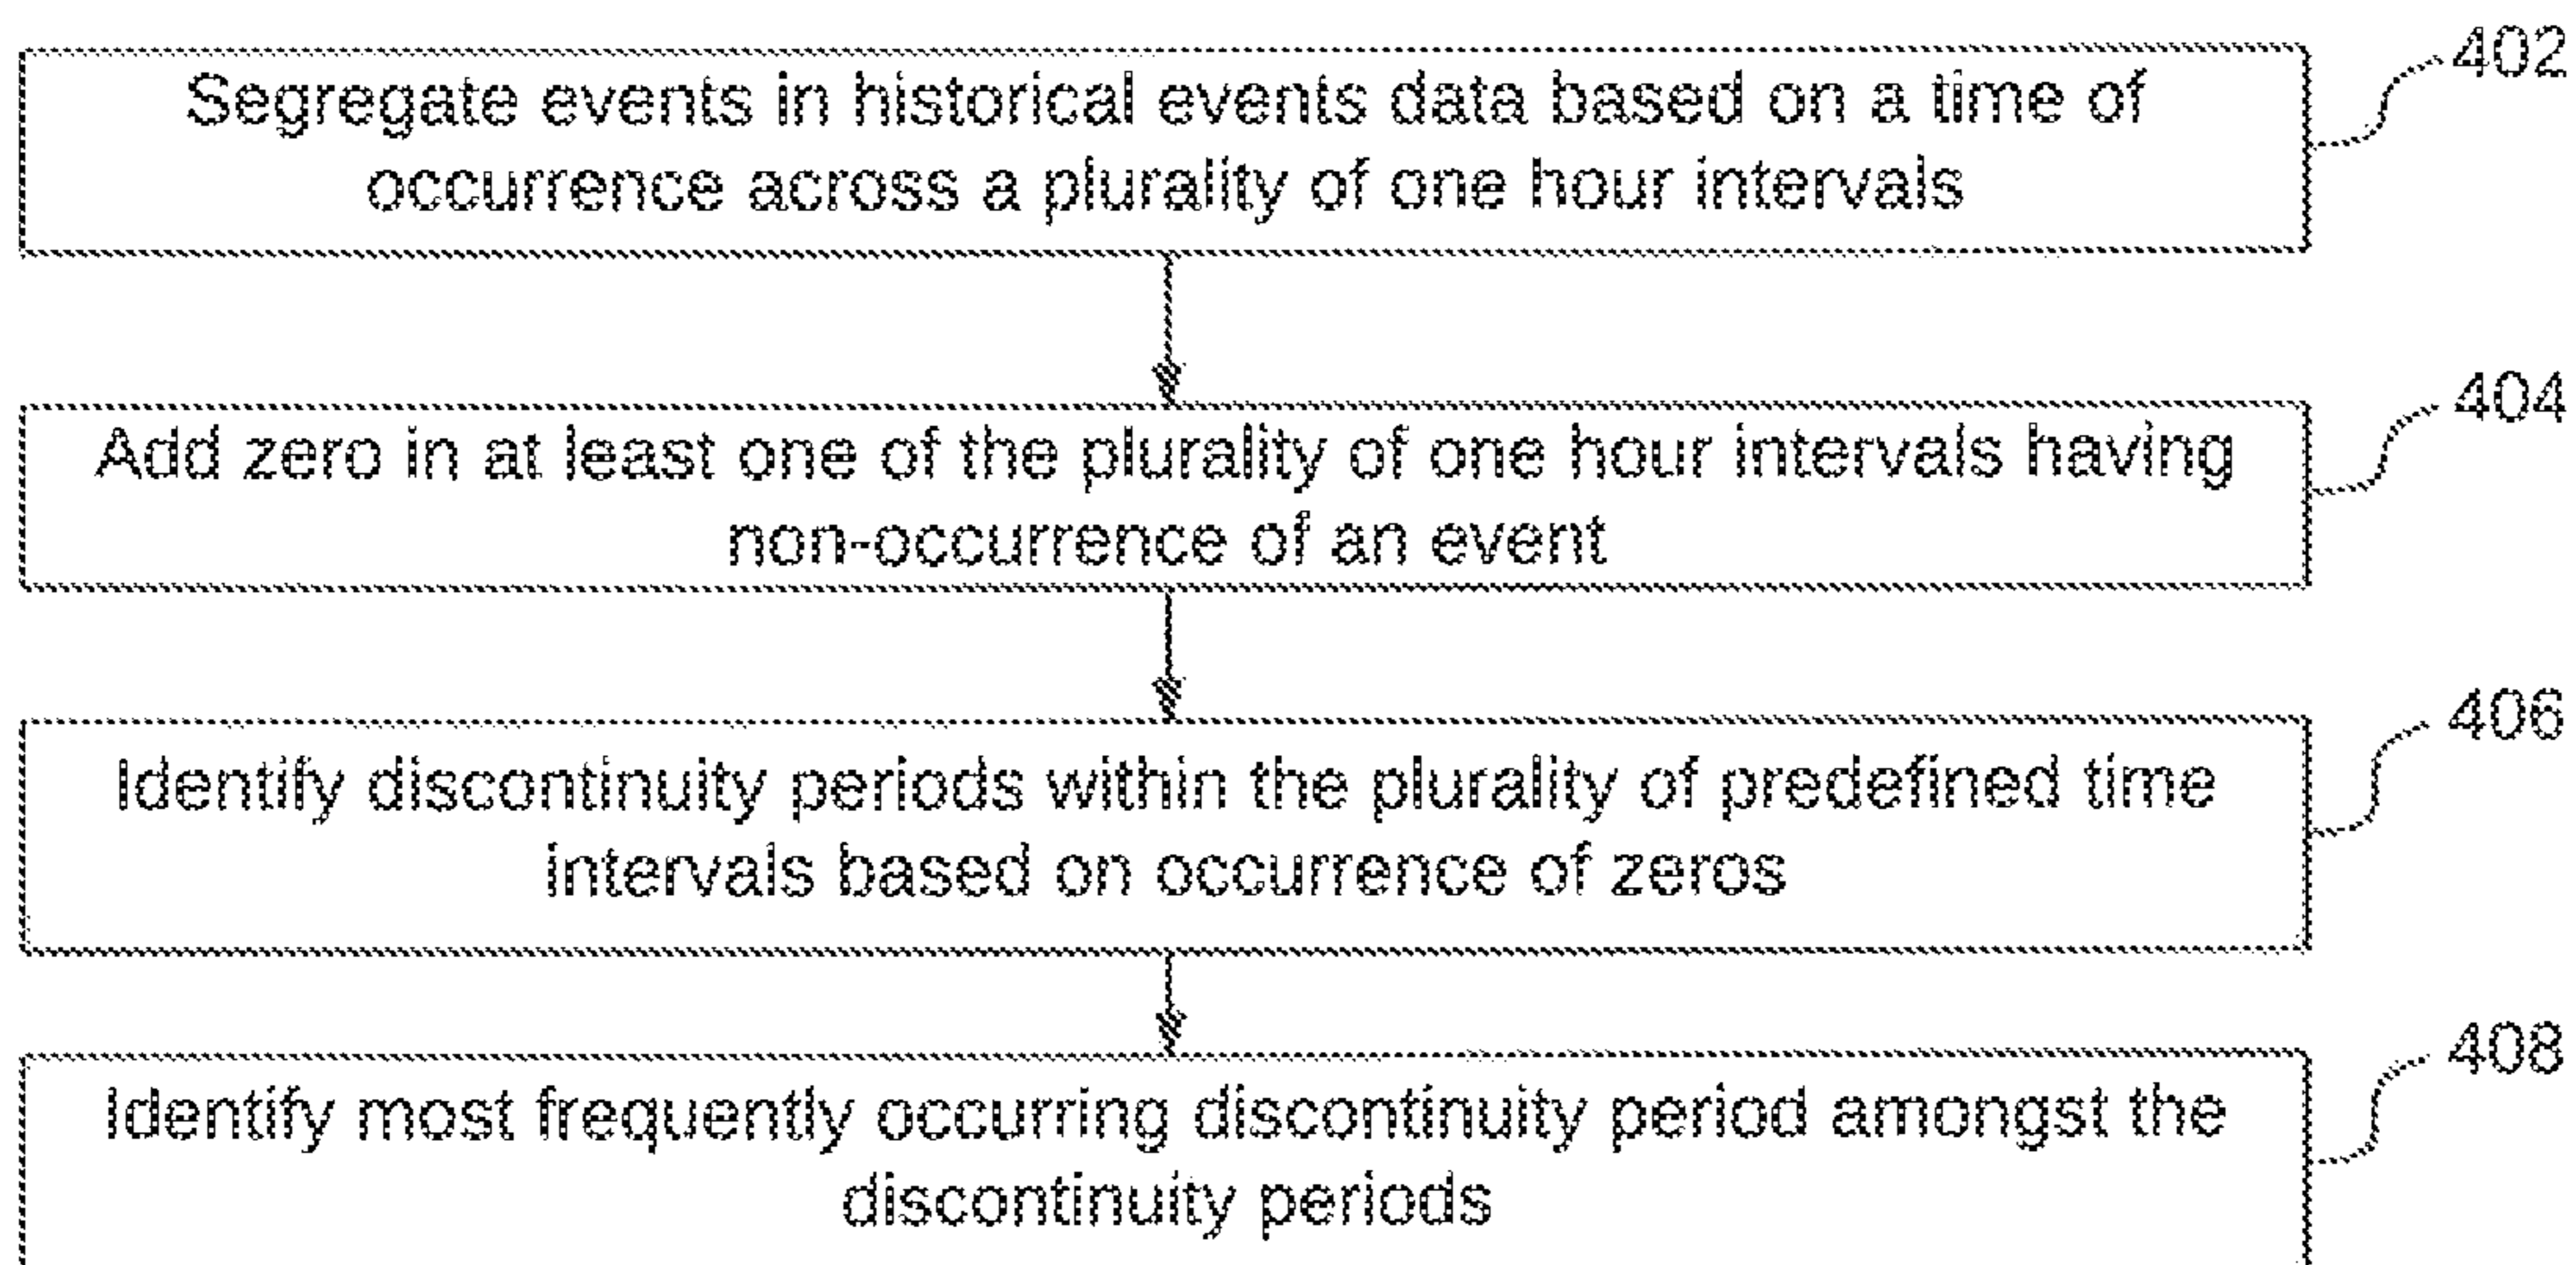 402
Segregate events in historical events data based on a time of
occurrence across a plurality of one hour intervals
404
Add zero in at least one of the plurality of one hour intervals having
non-occurrence of an event
406
Identify discontinuity periods within the plurality of predefined time
intervals based on occurrence of zeros
408
Identify most frequently occurring discontinuity period amongst the
discontinuity periods